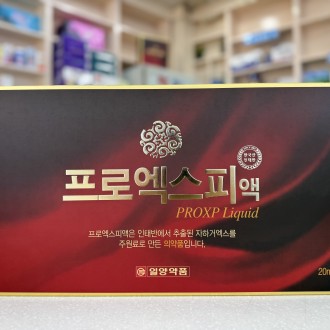 프로엑스피액
PROXP Liquid
프로엑스피액은 인태반에서 추출된 자하거엑스를
주원료로 만든 의약품입니다.
일양약품